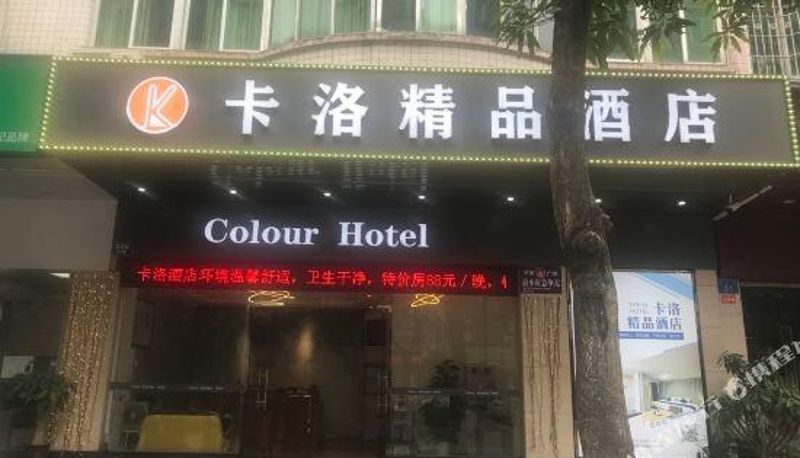 K 卡洛精品酒店
Colour Hotel
卡洛酒店环境温馨舒适，卫生干净，特价房88元／晚，
卡洛
HOTEL
精品酒店